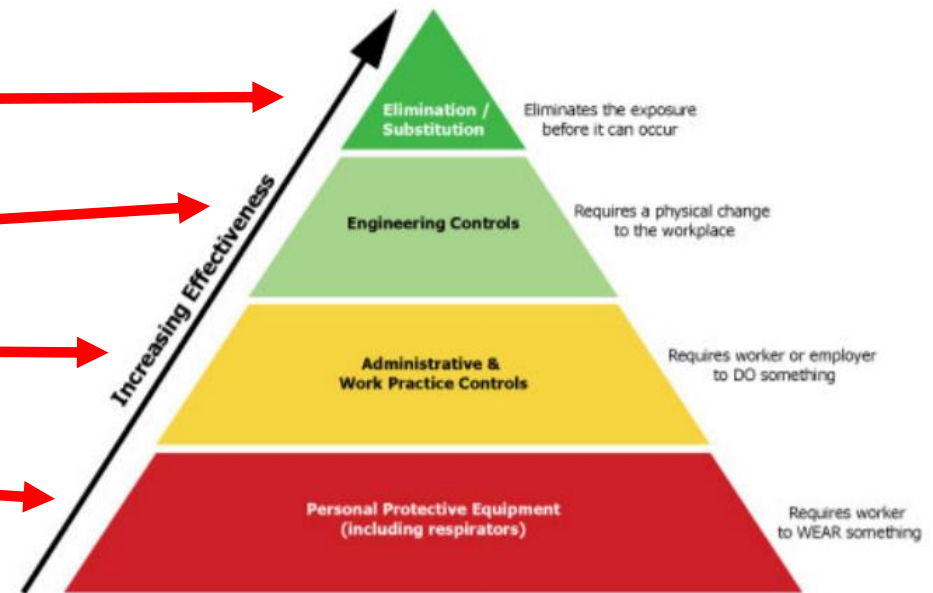 Elimination /
Substitution
Eliminates the exposure
before it can occur
Increasing Effectiveness
Engineering Controls
Requires a physical change
to the workplace
Administrative &
Work Practice Controls
Requires worker or employer
to DO something
Personal Protective Equipment
(including respirators)
Requires worker
to WEAR something